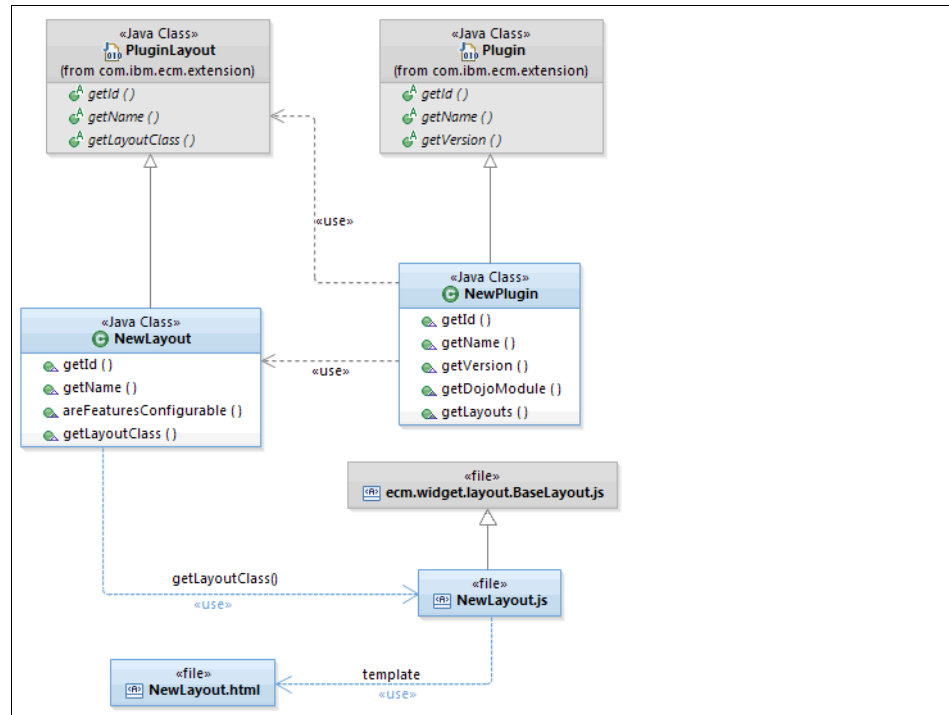 «Java Class»
PluginLayout
(from com.ibm.ecm.extension)
getId ( )
getName ( )
getLayoutClass ( )
«Java Class»
Plugin
(from com.ibm.ecm.extension)
getId ( )
getName ( )
getVersion ( )
«use»
«Java Class»
NewPlugin
getId ( )
getName ( )
getVersion ( )
getDojoModule ( )
getLayouts ( )
«Java Class»
NewLayout
getId ( )
getName ( )
areFeaturesConfigurable ( )
getLayoutClass ( )
«use»
«file»
ecm.widget.layout.BaseLayout.js
getLayoutClass()
«use»
«file»
NewLayout.js
«file»
NewLayout.html
template
«use»